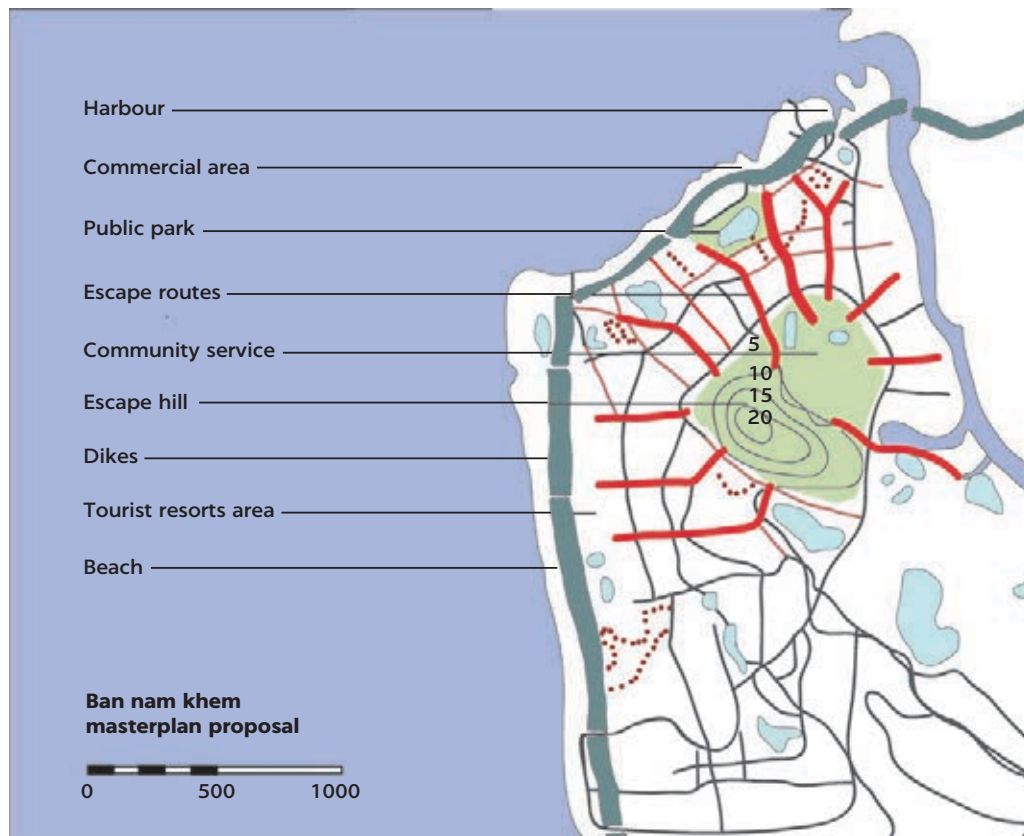 Harbour
Commercial area
Public park
Escape routes
Community service
Escape hill
Dikes
Tourist resorts area
Beach
5
10
15
20
Ban nam khem
masterplan proposal
0 500 1000